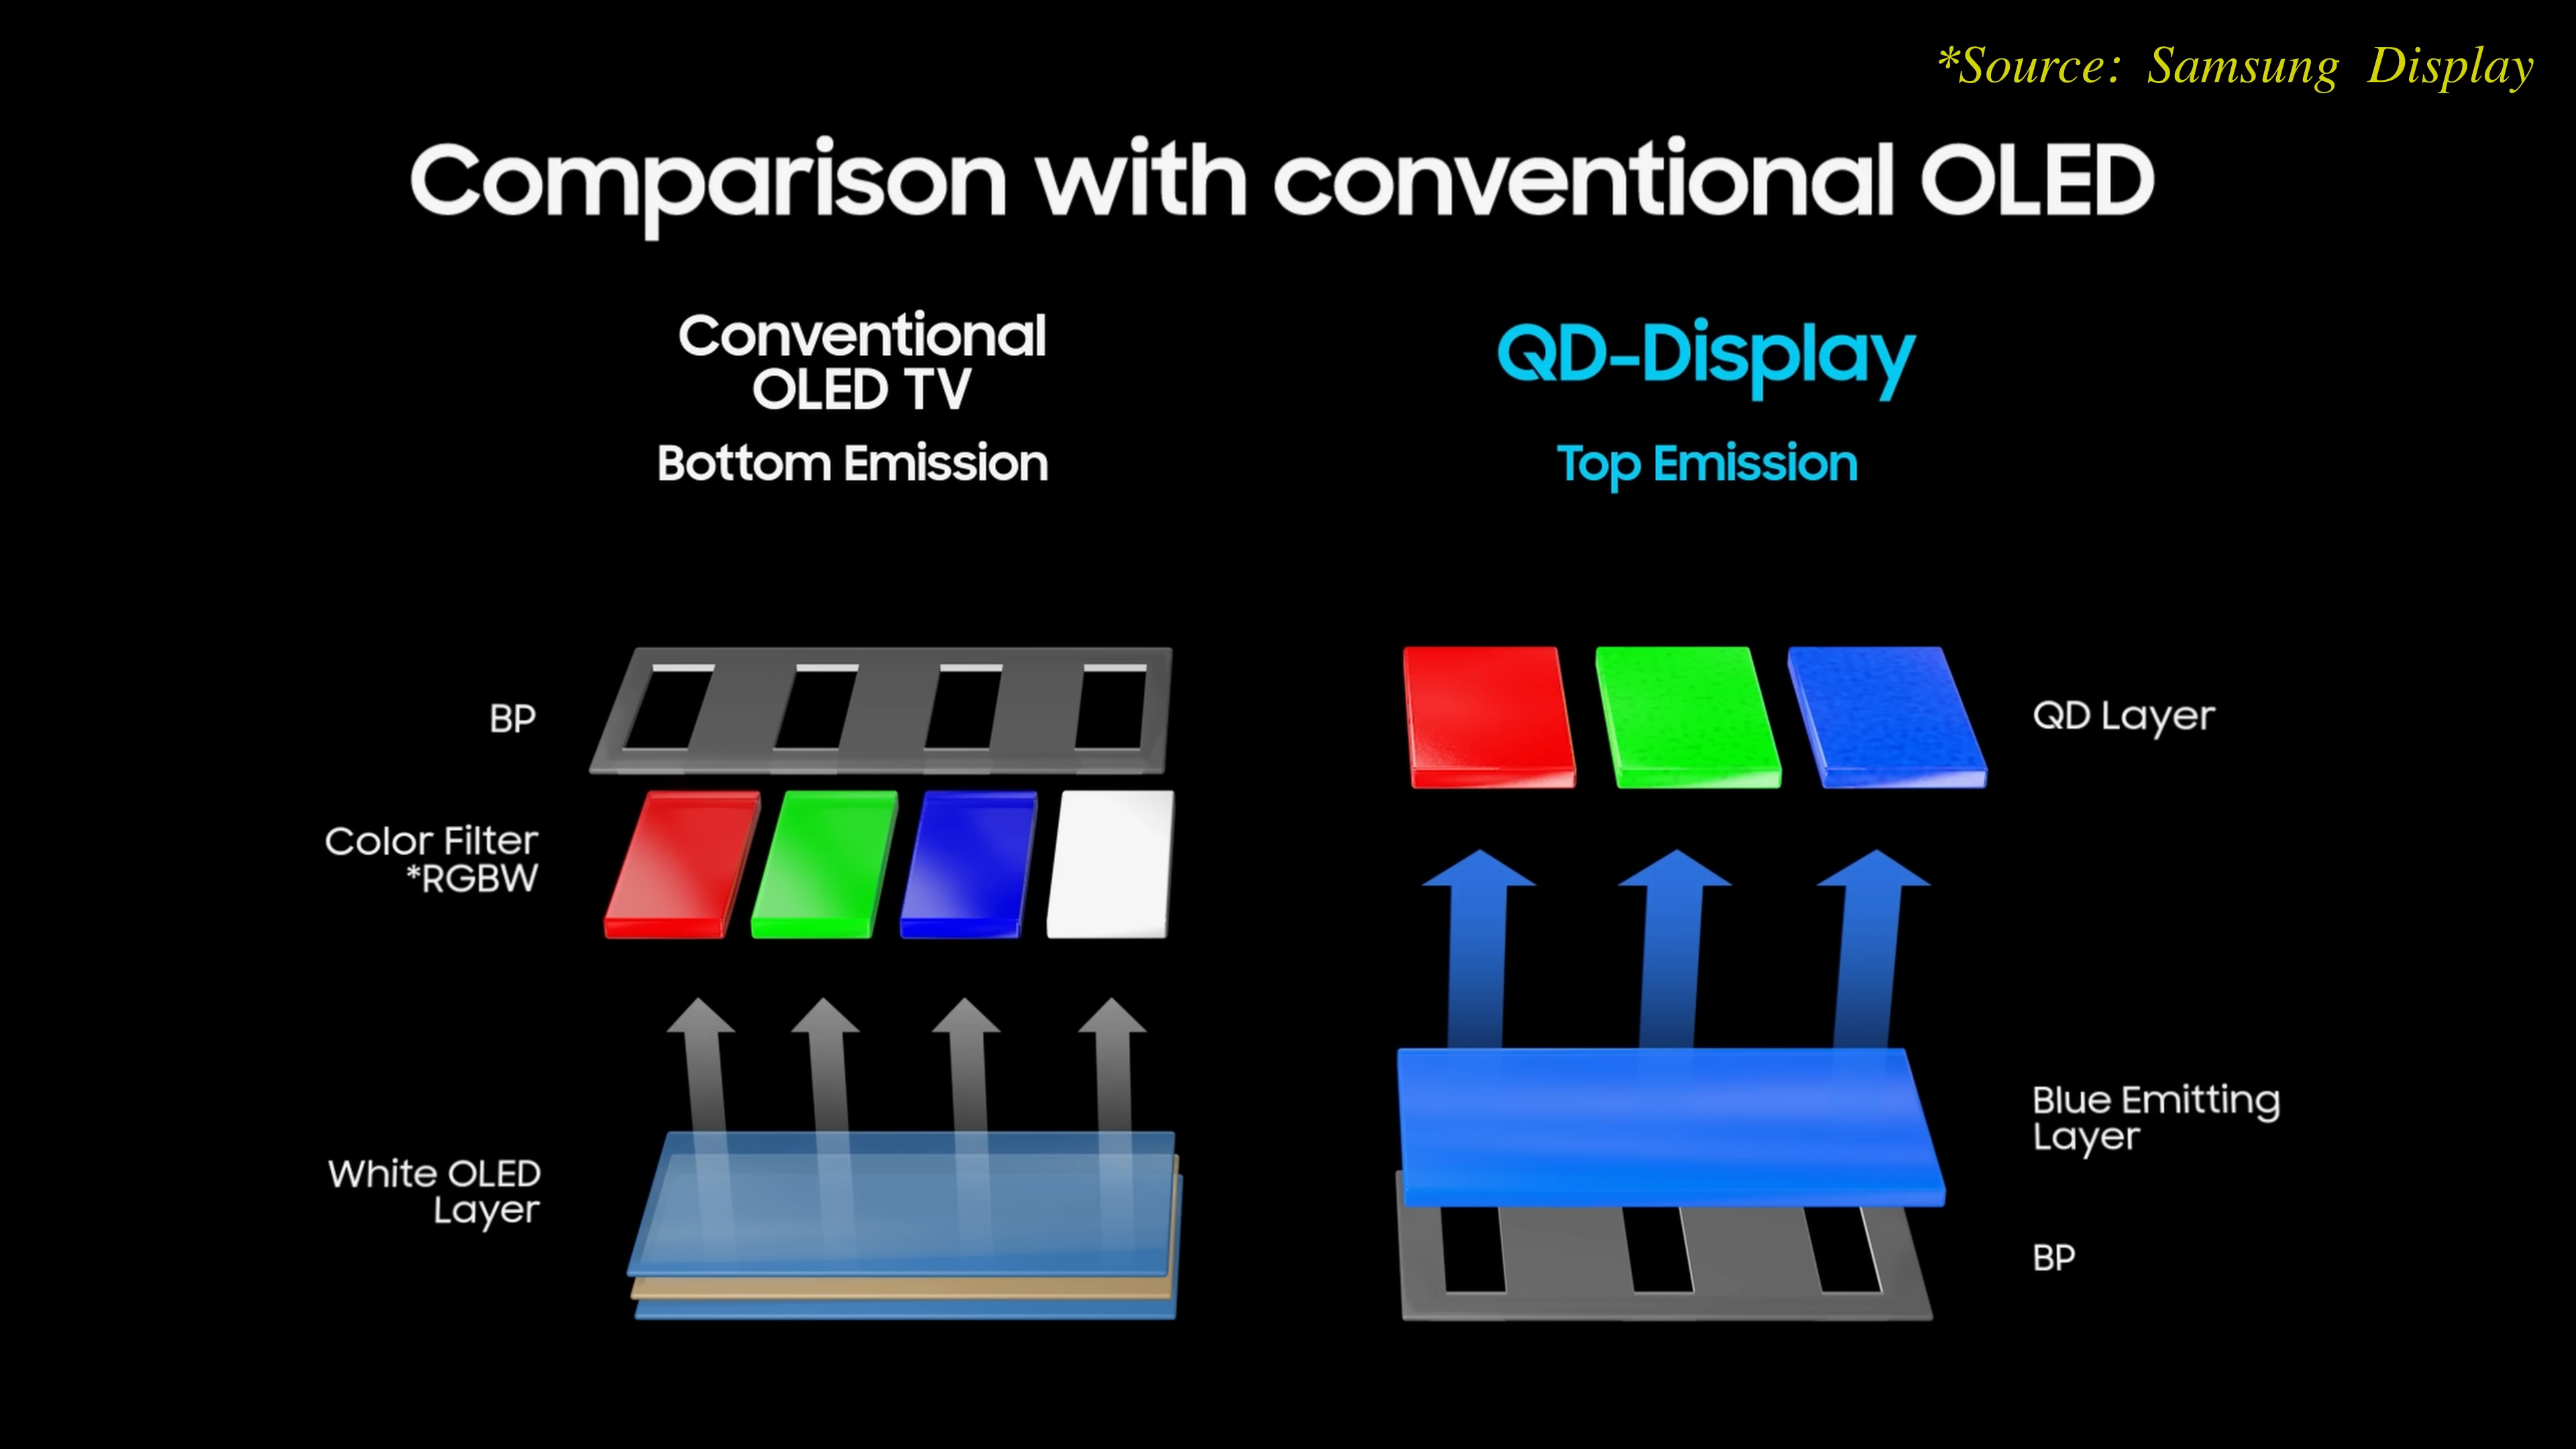 *Source: Samsung Display
Comparison with conventional OLED
Conventional
OLED TV
Bottom Emission
BP
Color Filter
*RGBW
White OLED
Layer
QD-Display
Top Emission
QD Layer
Blue Emitting
Layer
BP